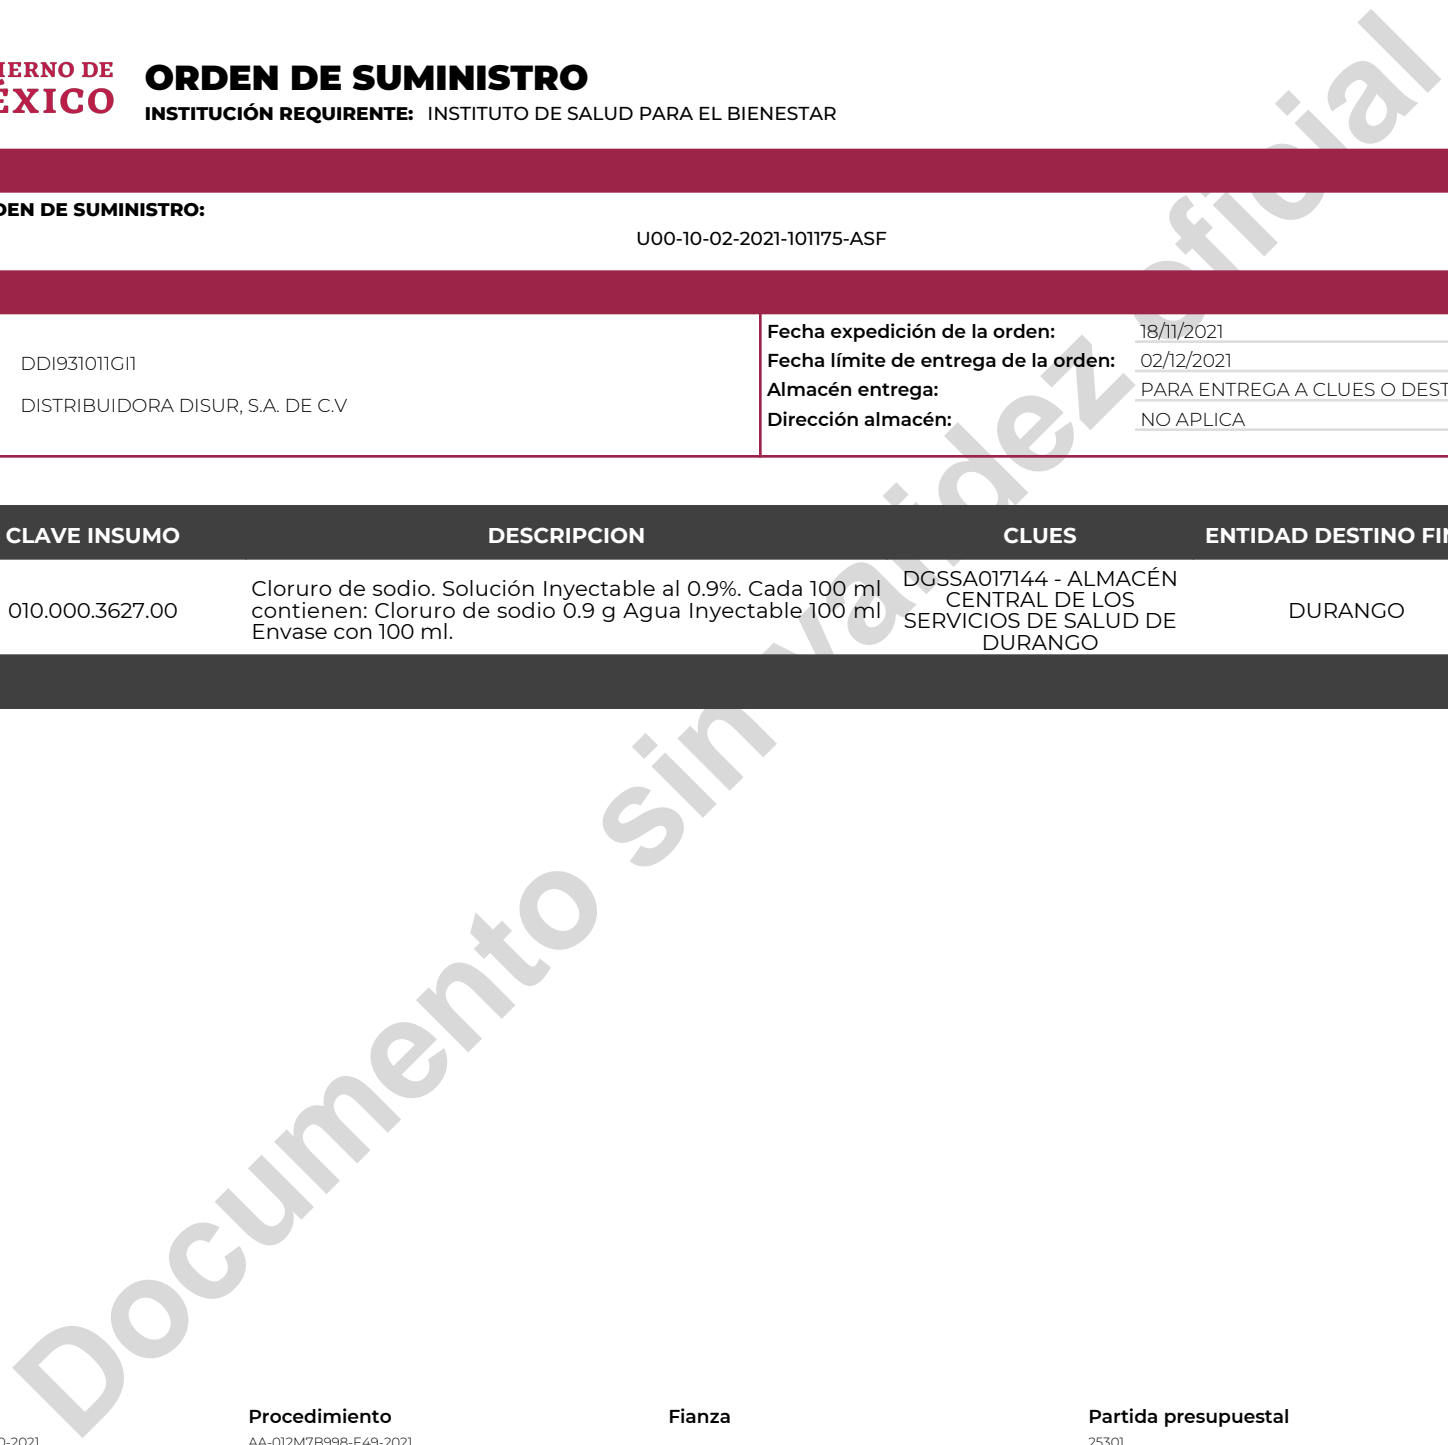 IERNO DE
ÉXICO
ORDEN DE SUMINISTRO
INSTITUCIÓN REQUIRENTE: INSTITUTO DE SALUD PARA EL BIENESTAR
DEN DE SUMINISTRO:
U00-10-02-2021-101175-ASF
DDI931011GI1
DISTRIBUIDORA DISUR, S.A. DE C.V
Fecha expedición de la orden: 18/11/2021
Fecha límite de entrega de la orden: 02/12/2021
Almacén entrega: PARA ENTREGA A CLUES O DEST
Dirección almacén: NO APLICA
CLAVE INSUMO DESCRIPCION CLUES ENTIDAD DESTINO FIN
010.000.3627.00
Cloruro de sodio. Solución Inyectable al 0.9%. Cada 100 ml
contienen: Cloruro de sodio 0.9 g Agua Inyectable 100 ml
Envase con 100 ml.
DGSSA017144 - ALMACÉN
CENTRAL DE LOS
SERVICIOS DE SALUD DE
DURANGO
DURANGO
Documento sin validez oficial
Procedimiento Fianza Partida presupuestal
0-2021 AA-012M7B998-E49-2021 25301